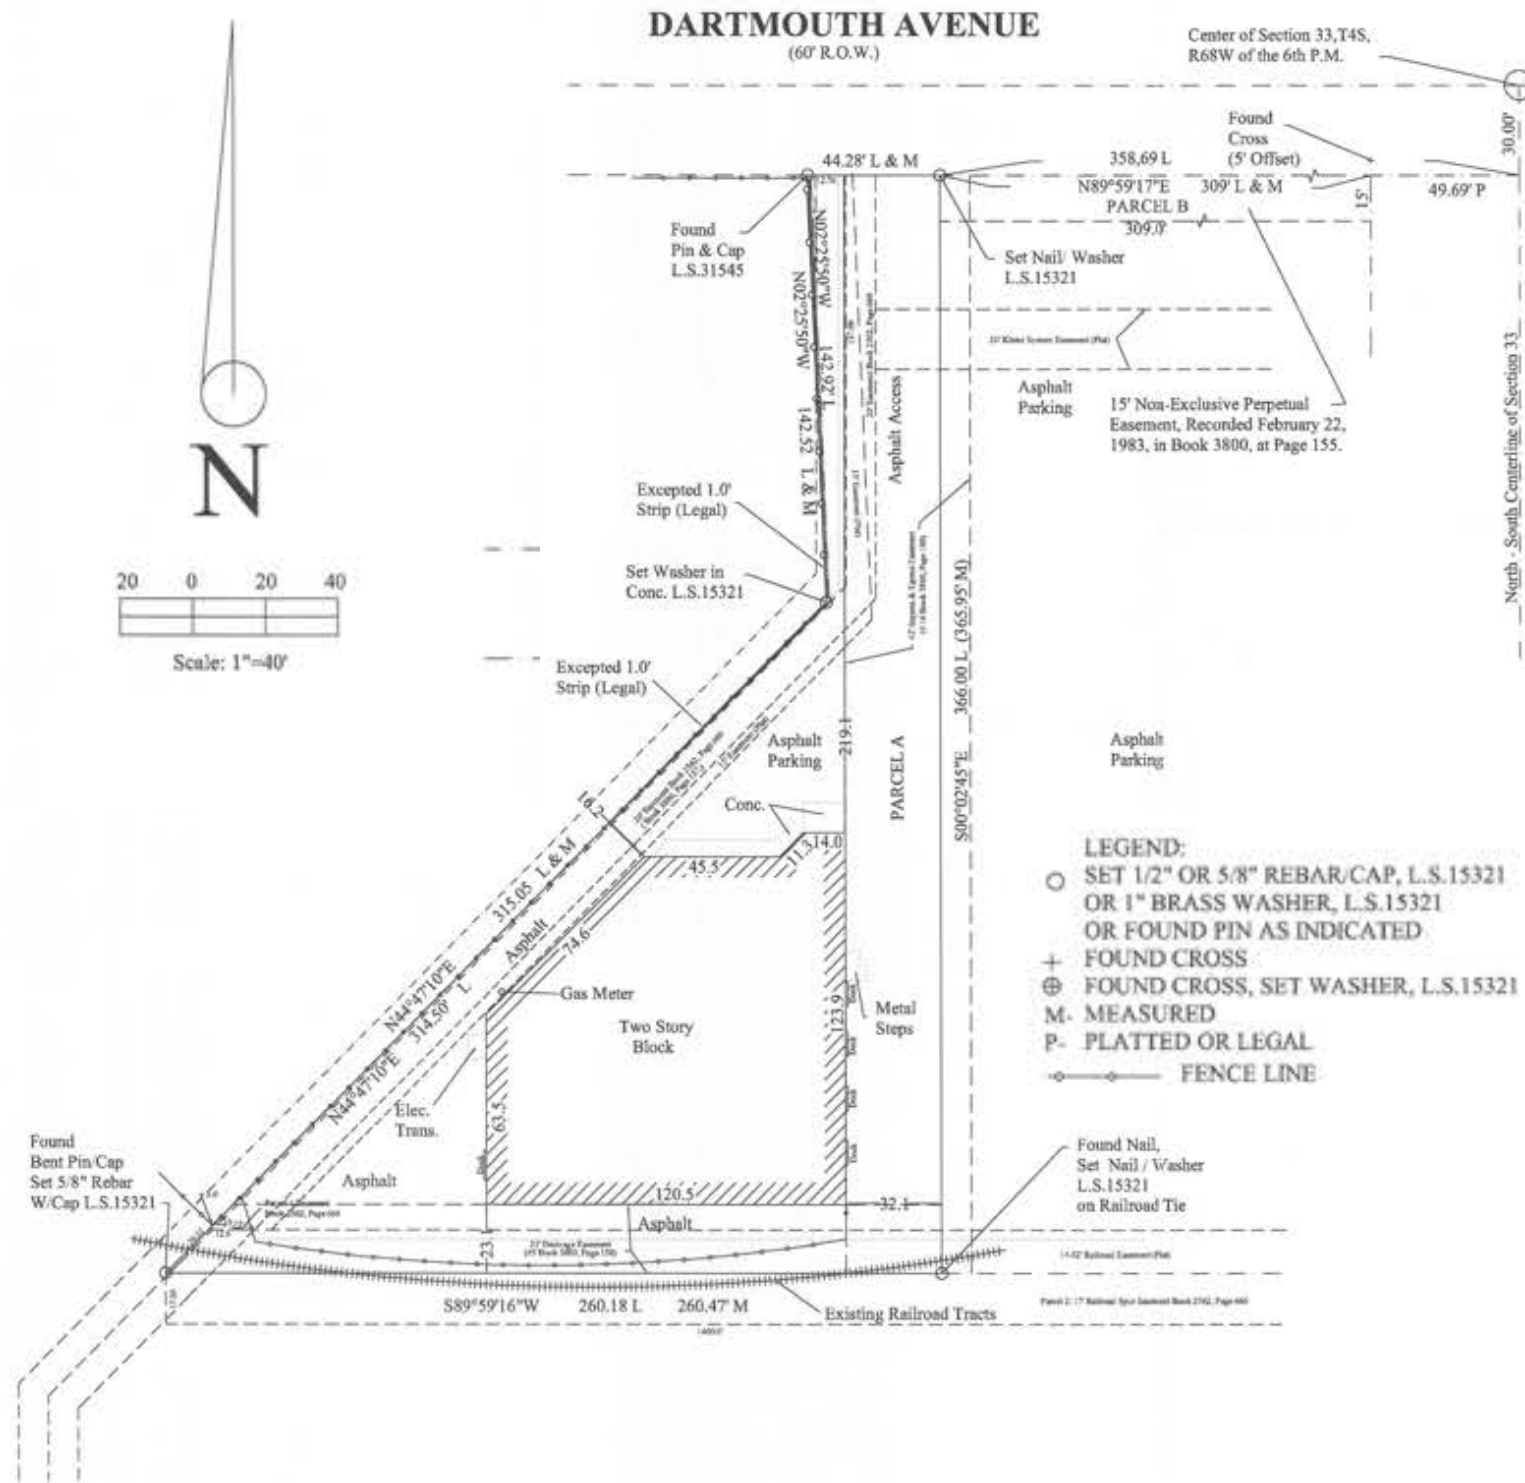 DARTMOUTH AVENUE
(60' R.O.W.)
Center of Section 33,T4S,
R68W of the 6th P.M.
30.00'
Found
Cross
(5' Offset)
44.28' L & M
358,69 L
N89°59'17"E 309' L & M
49.69' P
PARCEL B
309.0'
15'
Found
Pin & Cap
L.S.31545
Set Nail/ Washer
L.S.15321
N02°25'50"W 142.92' L
N02°25'50"W 142.52 L & M
Asphalt Access
Asphalt
Parking
15' Non-Exclusive Perpetual
Easement, Recorded February 22,
1983, in Book 3800, at Page 155.
North - South Centerline of Section 33
N
20 0 20 40
Scale: 1"=40'
Excepted 1.0'
Strip (Legal)
Set Washer in
Conc. L.S.15321
Excepted 1.0'
Strip (Legal)
S00°02'45"E 366.00 L (365.95' M)
219.1
PARCEL A
Asphalt
Parking
Asphalt
Parking
Conc.
16.2
45.5
11.3
14.0
N44°47'10"E 315.05 L & M
N44°47'10"E 314.50' L
Asphalt
74.6
Gas Meter
Two Story
Block
123.9
Metal
Steps
Dock
Dock
Dock
Dock
63.5
Dock
Elec.
Trans.
Asphalt
LEGEND:
SET 1/2" OR 5/8" REBAR/CAP, L.S.15321
OR 1" BRASS WASHER, L.S.15321
OR FOUND PIN AS INDICATED
FOUND CROSS
FOUND CROSS, SET WASHER, L.S.15321
M- MEASURED
P- PLATTED OR LEGAL
FENCE LINE
Found
Bent Pin/Cap
Set 5/8" Rebar
W/Cap L.S.15321
Found Nail,
Set Nail / Washer
L.S.15321
on Railroad Tie
120.5
32.1
Asphalt
23.1
12.6
S89°59'16"W 260.18 L 260.47' M
Existing Railroad Tracts